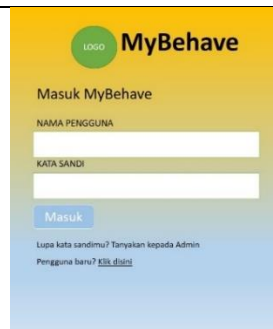 LOGO
MyBehave
Masuk MyBehave
NAMA PENGGUNA
KATA SANDI
Masuk
Lupa kata sandimu? Tanyakan kepada Admin
Pengguna baru? Klik disini